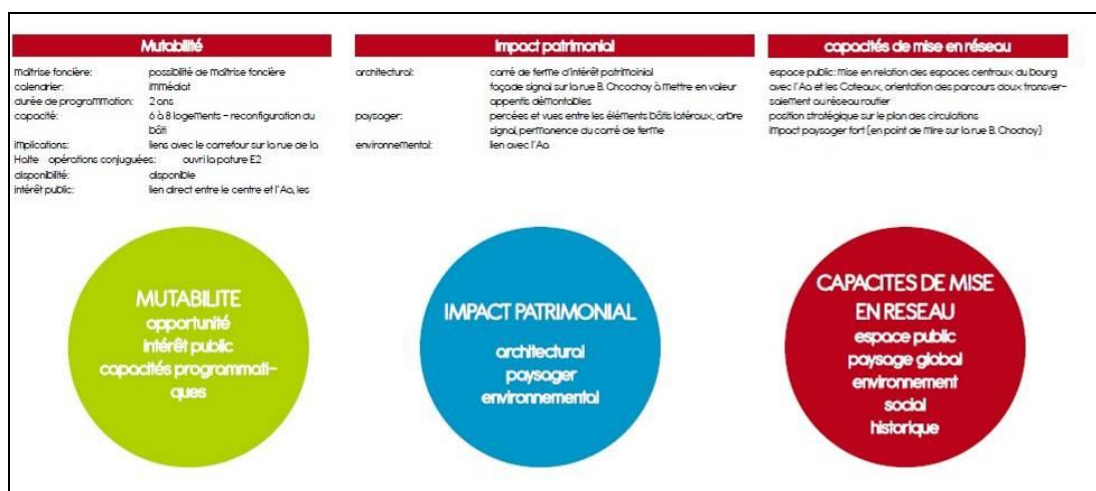 Mutabilité
maîtrise foncière: possibilité de maîtrise foncière
calendrier: immédiat
durée de programmation: 2 ans
capacité: 6 à 8 logements - reconfiguration du
bâti
implications: liens avec le carrefour sur la rue de la
Halte opérations conjuguées: ouvri la pature E2
disponibilité: disponible
intérêt public: lien direct entre le centre et l'Aa, les
impact patrimonial
architectural: carré de ferme d'intérêt patrimoinial
façade signal sur la rue B. Chcochoy à mettre en valeur
appentis démontables
paysager: percées et vues entre les éléments bâtis latéraux, arbre
signal, permanence du carré de ferme
environnemental: lien avec l'Aa
capacités de mise en réseau
espace public: mise en relation des espaces centraux du bourg
avec l'Aa et les Coteaux, orientation des parcours doux transver-
salement au réseau routier
position stratégique sur le plan des circulations
impact paysager fort (en point de mire sur la rue B. Chochoy)
MUTABILITE
opportunité
intérêt public
capacités programmati-
ques
IMPACT PATRIMONIAL
architectural
paysager
environnemental
CAPACITES DE MISE
EN RESEAU
espace public
paysage global
environnement
social
historique